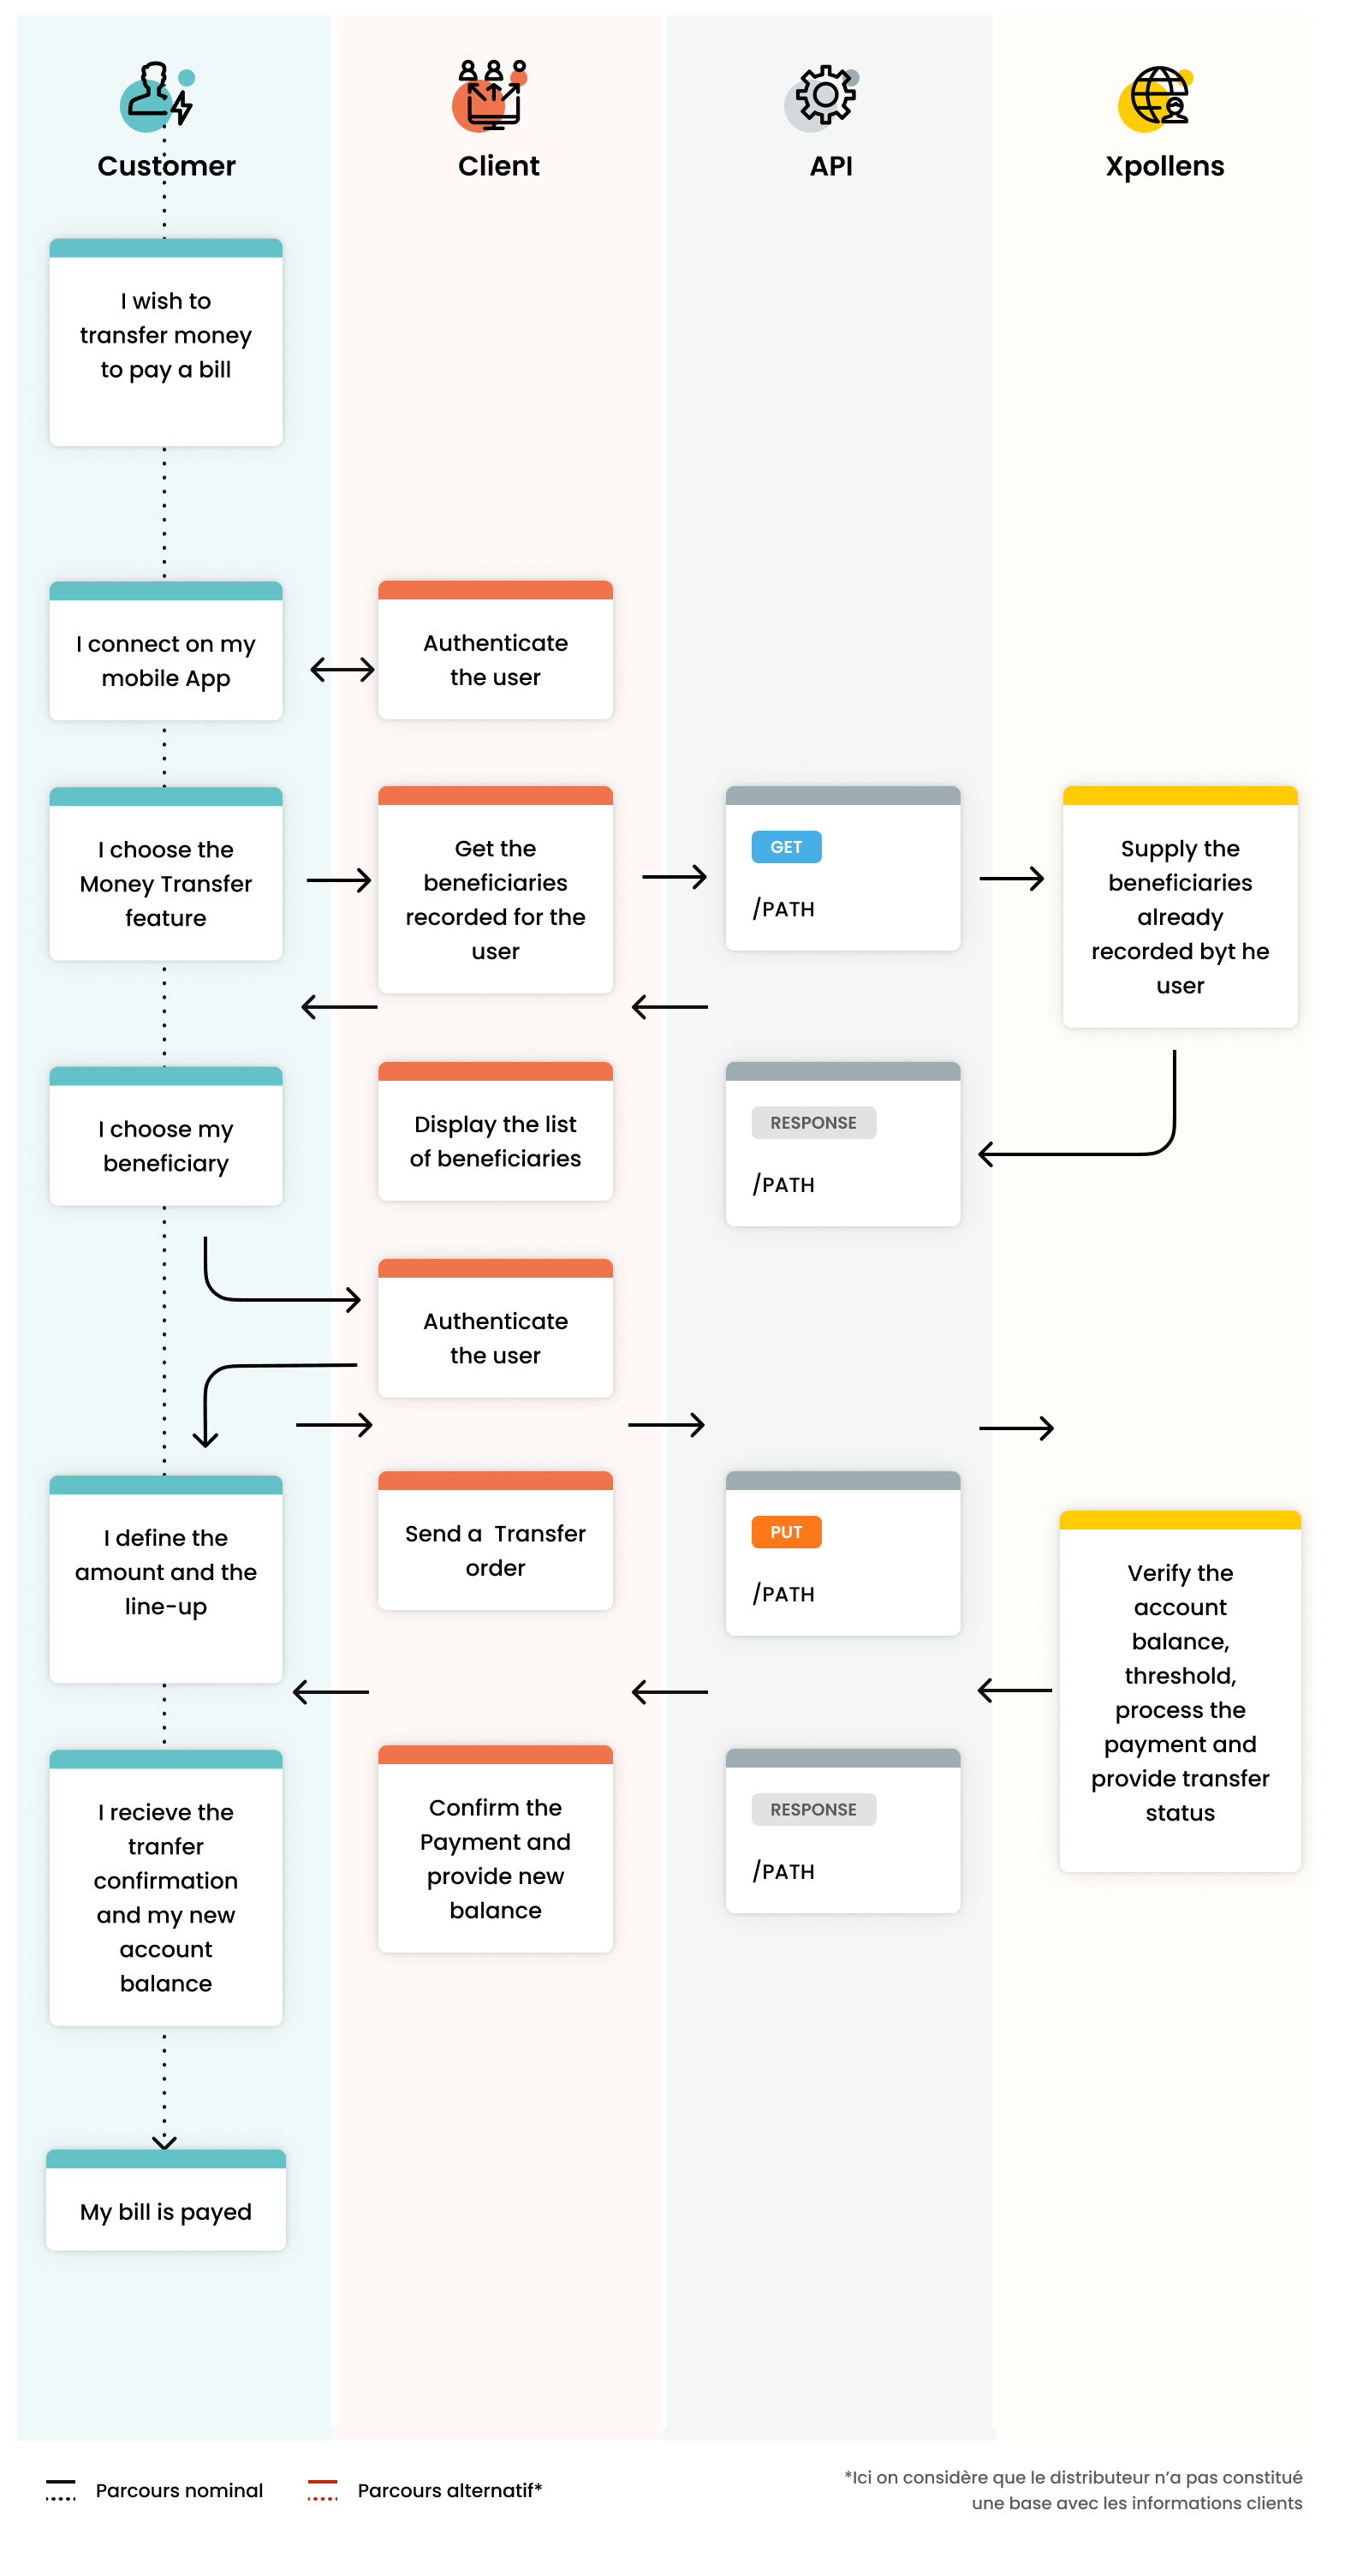 Customer
Client
API
Xpollens
I wish to
transfer money
to pay a bill
I connect on my
mobile App
Authenticate
the user
I choose the
Money Transfer
feature
Get the
beneficiaries
recorded for the
user
GET
/PATH
Supply the
beneficiaries
already
recorded byt he
user
I choose my
beneficiary
Display the list
of beneficiaries
RESPONSE
/PATH
Authenticate
the user
I define the
amount and the
line-up
Send a Transfer
order
PUT
/PATH
Verify the
account
balance,
threshold,
process the
payment and
provide transfer
status
I recieve the
tranfer
confirmation
and my new
account
balance
Confirm the
Payment and
provide new
balance
RESPONSE
/PATH
My bill is payed
Parcours nominal
Parcours alternatif*
*Ici on considère que le distributeur n’a pas constitué
une base avec les informations clients